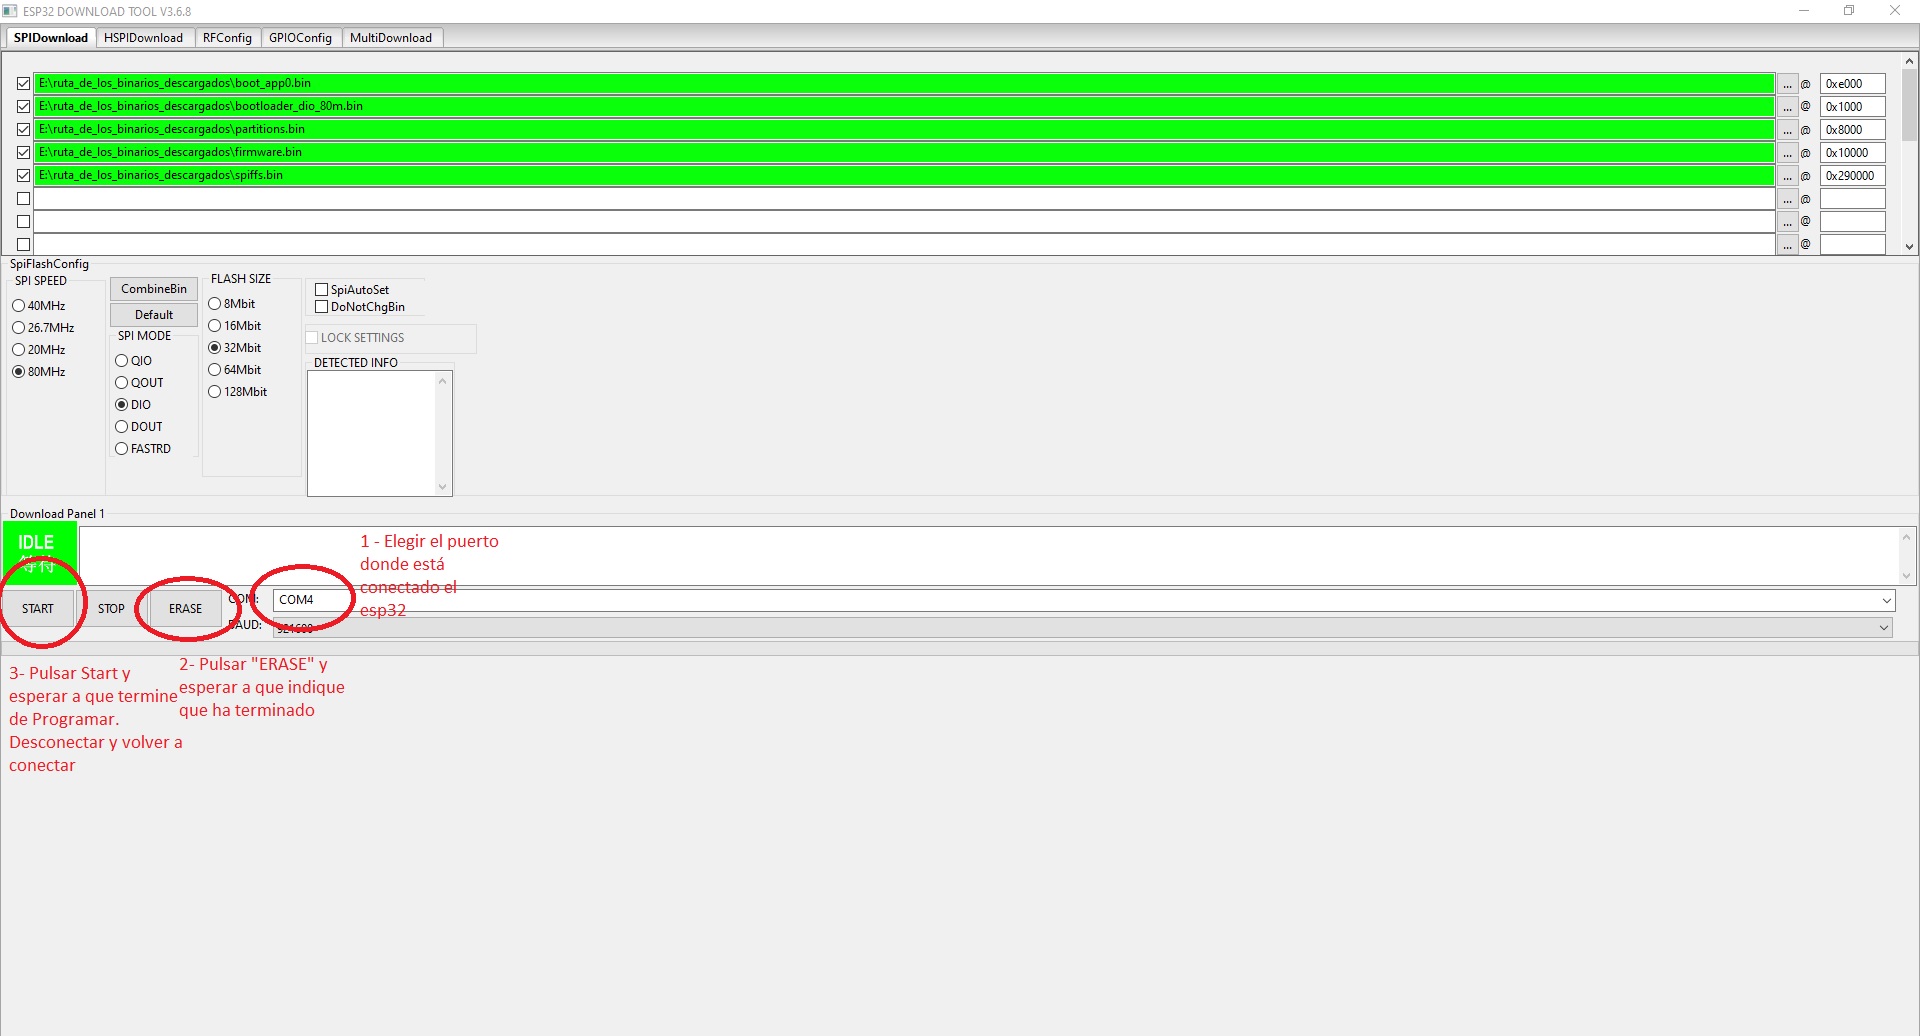 ESP32 DOWNLOAD TOOL V3.6.8
SPIDownload HSPIDownload RFConfig GPIOConfig MultiDownload
E:\ruta_de_los_binarios_descargados\boot_app0.bin ... @ 0xe000
E:\ruta_de_los_binarios_descargados\bootloader_dio_80m.bin ... @ 0x1000
E:\ruta_de_los_binarios_descargados\partitions.bin ... @ 0x8000
E:\ruta_de_los_binarios_descargados\firmware.bin ... @ 0x10000
E:\ruta_de_los_binarios_descargados\spiffs.bin ... @ 0x290000
... @
... @
... @
SpiFlashConfig
SPI SPEED
40MHz
26.7MHz
20MHz
80MHz
CombineBin
Default
SPI MODE
QIO
QOUT
DIO
DOUT
FASTRD
FLASH SIZE
8Mbit
16Mbit
32Mbit
64Mbit
128Mbit
SpiAutoSet
DoNotChgBin
LOCK SETTINGS
DETECTED INFO
Download Panel 1
IDLE
等待
START STOP ERASE
COM: COM4
BAUD: 921600
1 - Elegir el puerto
donde está
conectado el
esp32
2- Pulsar "ERASE" y
esperar a que indique
que ha terminado
3- Pulsar Start y
esperar a que termine
de Programar.
Desconectar y volver a
conectar